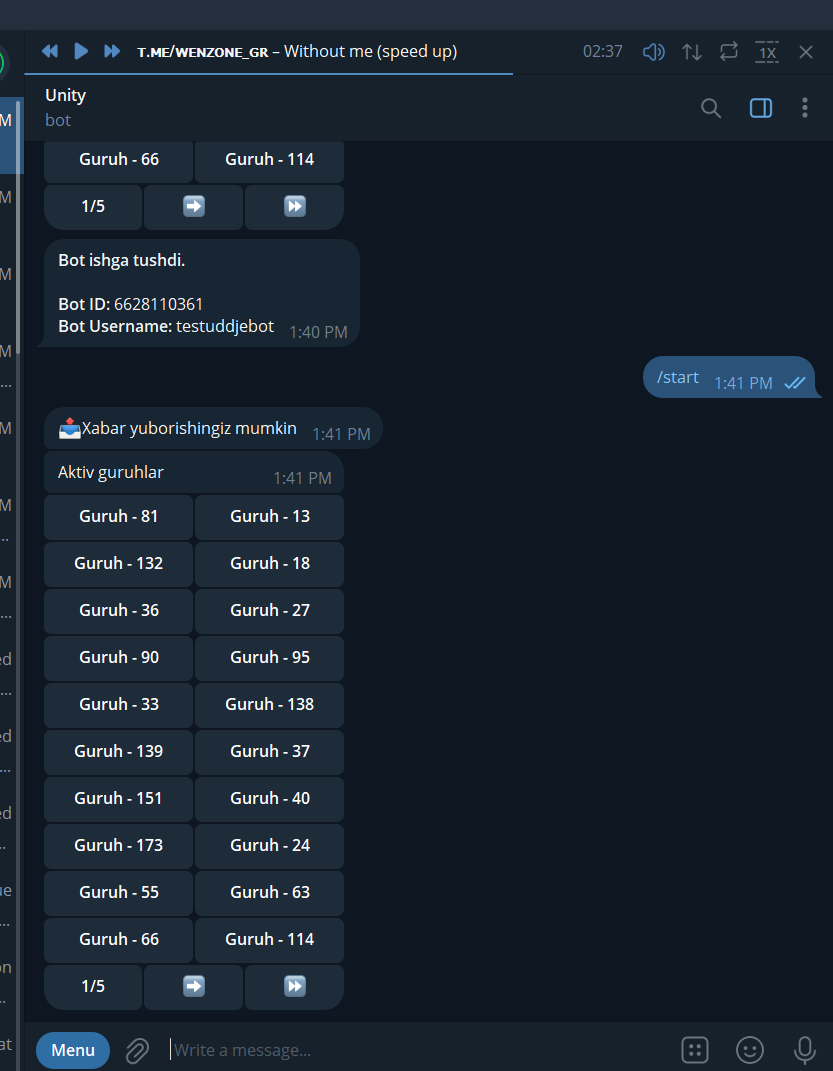 T.ME/WENZONE_GR – Without me (speed up)
02:37
1X
Unity
bot
Guruh - 66
Guruh - 114
1/5
Bot ishga tushdi.
Bot ID: 6628110361
Bot Username: testuddjebot
1:40 PM
/start
1:41 PM
Xabar yuborishingiz mumkin
1:41 PM
Aktiv guruhlar
1:41 PM
Guruh - 81
Guruh - 13
Guruh - 132
Guruh - 18
Guruh - 36
Guruh - 27
Guruh - 90
Guruh - 95
Guruh - 33
Guruh - 138
Guruh - 139
Guruh - 37
Guruh - 151
Guruh - 40
Guruh - 173
Guruh - 24
Guruh - 55
Guruh - 63
Guruh - 66
Guruh - 114
1/5
Menu
Write a message...